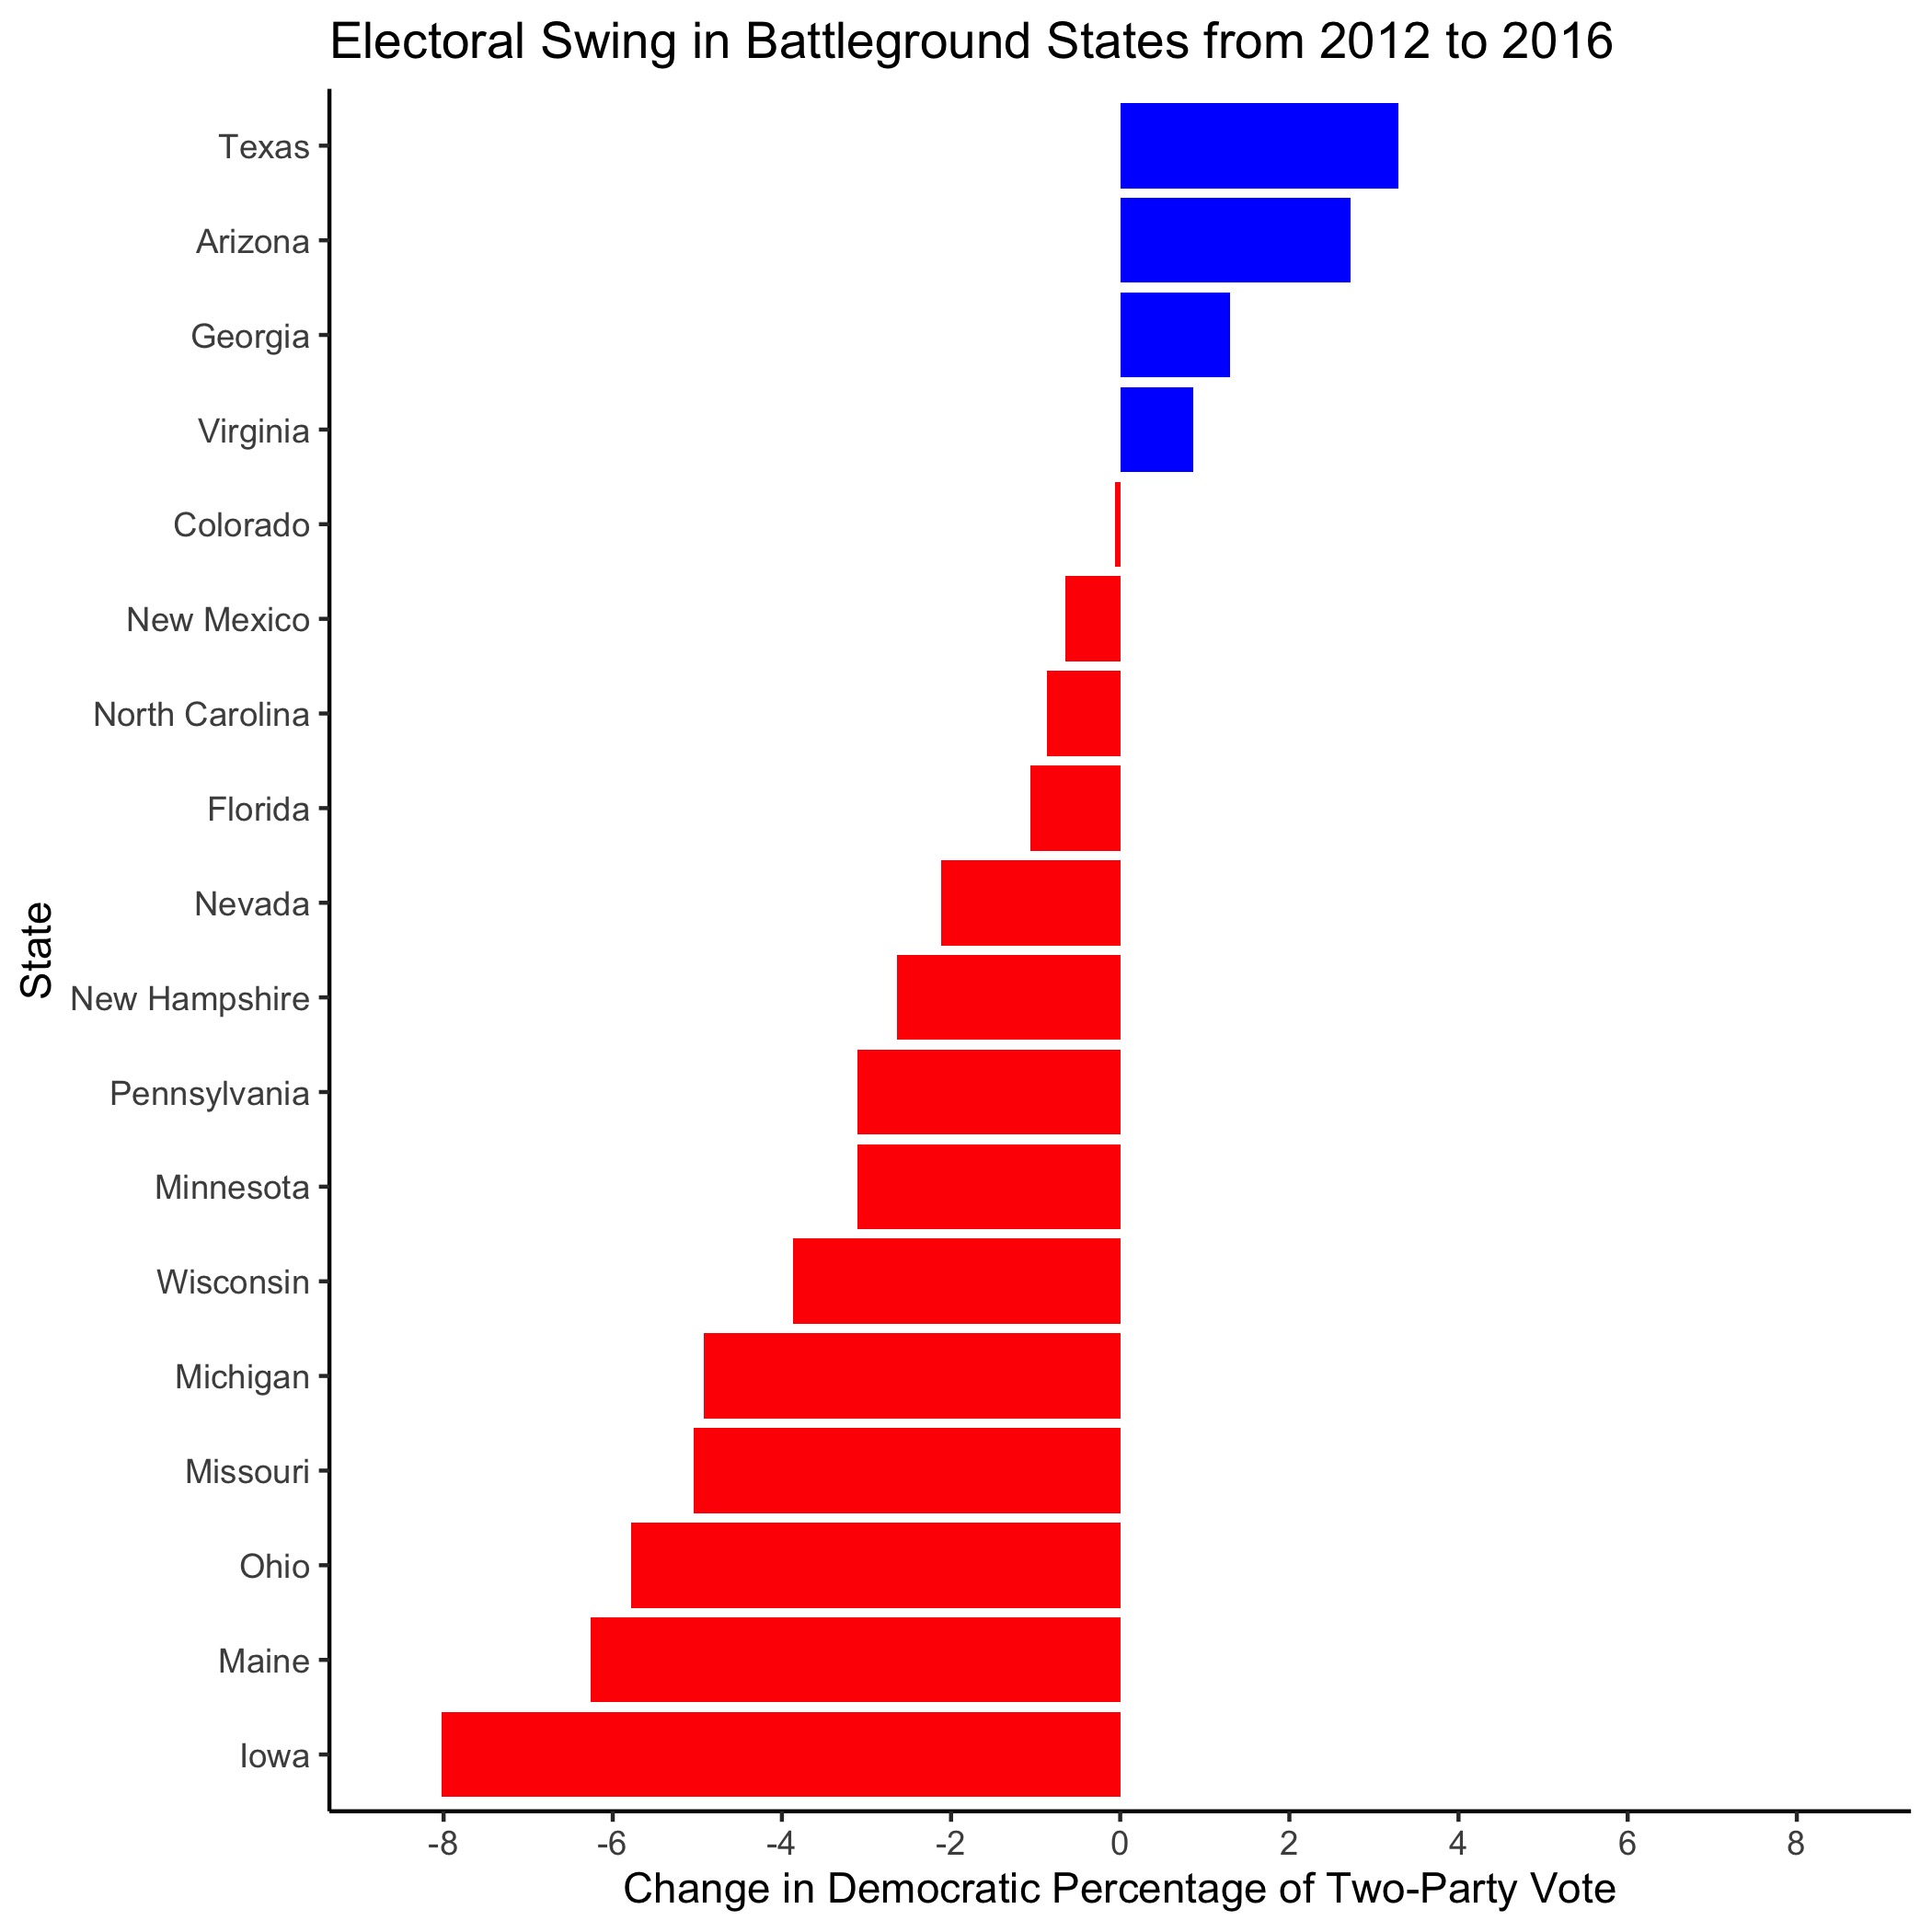 Electoral Swing in Battleground States from 2012 to 2016
Texas
Arizona
Georgia
Virginia
Colorado
New Mexico
North Carolina
Florida
Nevada
New Hampshire
Pennsylvania
Minnesota
Wisconsin
Michigan
Missouri
Ohio
Maine
Iowa
State
-8 -6 -4 -2 0 2 4 6 8
Change in Democratic Percentage of Two-Party Vote